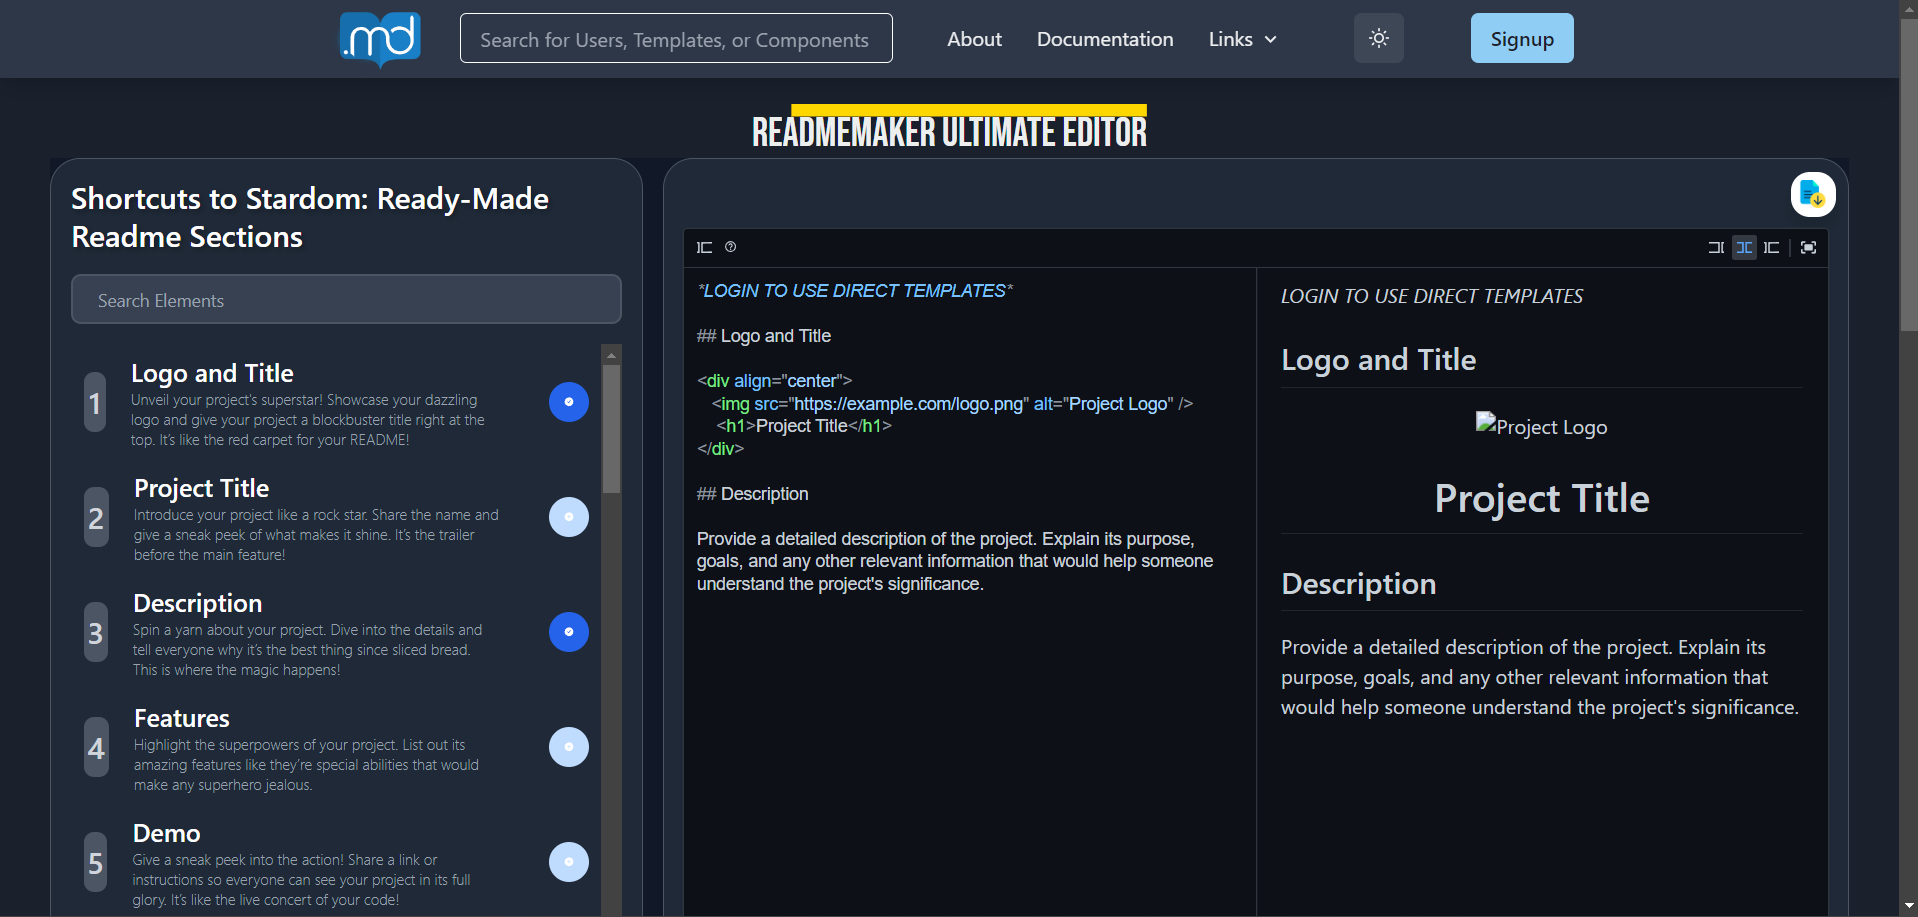 .md
Search for Users, Templates, or Components
About
Documentation
Links
Signup
READMEMAKER ULTIMATE EDITOR
Shortcuts to Stardom: Ready-Made
Readme Sections
Search Elements
1
Logo and Title
Unveil your project's superstar! Showcase your dazzling
logo and give your project a blockbuster title right at the
top. It's like the red carpet for your README!
2
Project Title
Introduce your project like a rock star. Share the name and
give a sneak peek of what makes it shine. It's the trailer
before the main feature!
3
Description
Spin a yarn about your project. Dive into the details and
tell everyone why it's the best thing since sliced bread.
This is where the magic happens!
4
Features
Highlight the superpowers of your project. List out its
amazing features like they're special abilities that would
make any superhero jealous.
5
Demo
Give a sneak peek into the action! Share a link or
instructions so everyone can see your project in its full
glory. It's like the live concert of your code!
*LOGIN TO USE DIRECT TEMPLATES*
## Logo and Title
<div align="center">
<img src="https://example.com/logo.png" alt="Project Logo" />
<h1>Project Title</h1>
</div>
## Description
Provide a detailed description of the project. Explain its purpose,
goals, and any other relevant information that would help someone
understand the project's significance.
LOGIN TO USE DIRECT TEMPLATES
Logo and Title
Project Logo
Project Title
Description
Provide a detailed description of the project. Explain its
purpose, goals, and any other relevant information that
would help someone understand the project's significance.